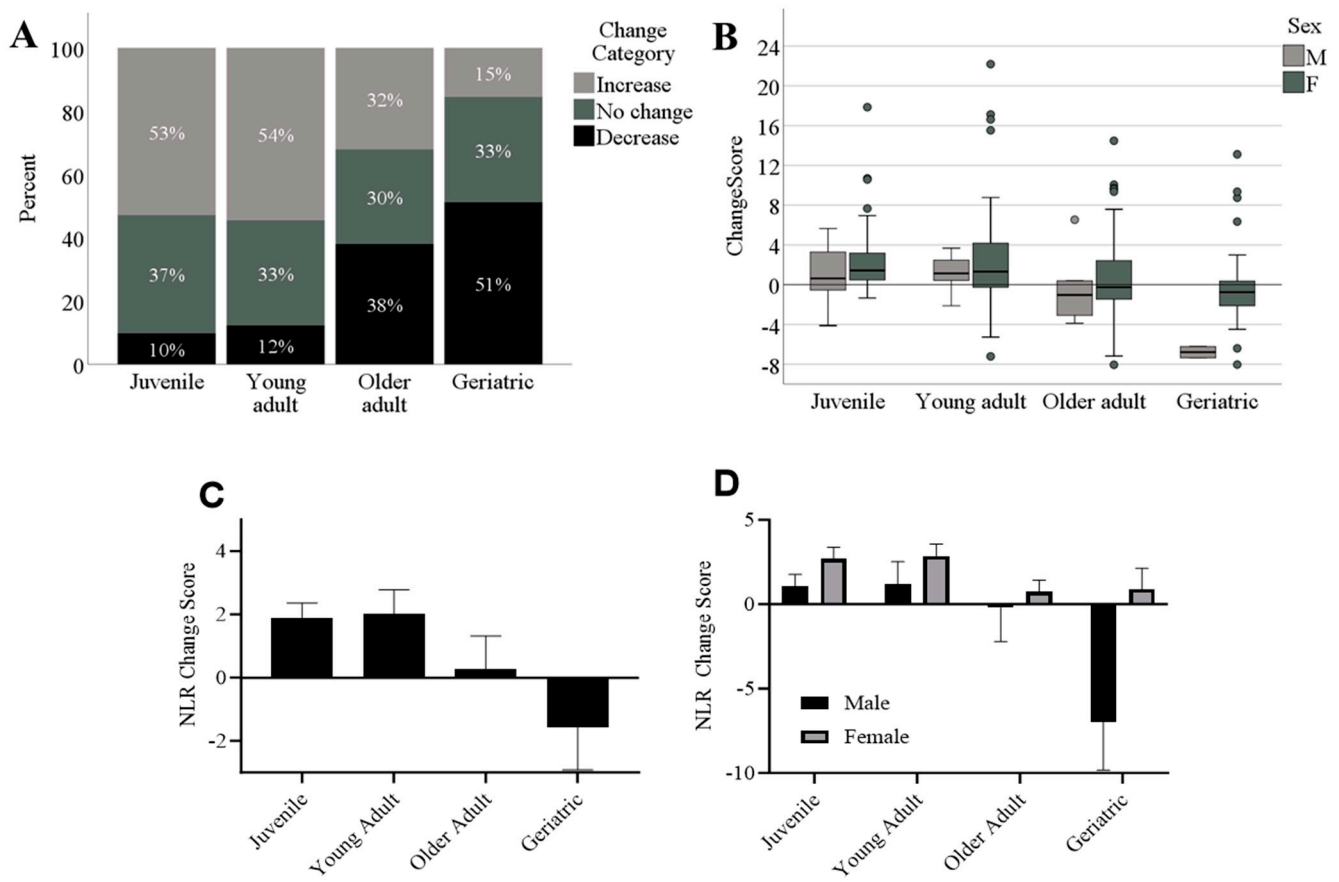 A
Change
Category
Increase
No change
Decrease
Percent
100
80
60
40
20
0
53%
37%
10%
54%
33%
12%
32%
30%
38%
15%
33%
51%
Juvenile
Young
adult
Older
adult
Geriatric
B
Sex
M
F
ChangeScore
24
20
16
12
8
4
0
-4
-8
Juvenile
Young adult
Older adult
Geriatric
C
NLR Change Score
4
2
0
-2
Juvenile
Young Adult
Older Adult
Geriatric
D
NLR Change Score
5
0
-5
-10
Male
Female
Juvenile
Young Adult
Older Adult
Geriatric